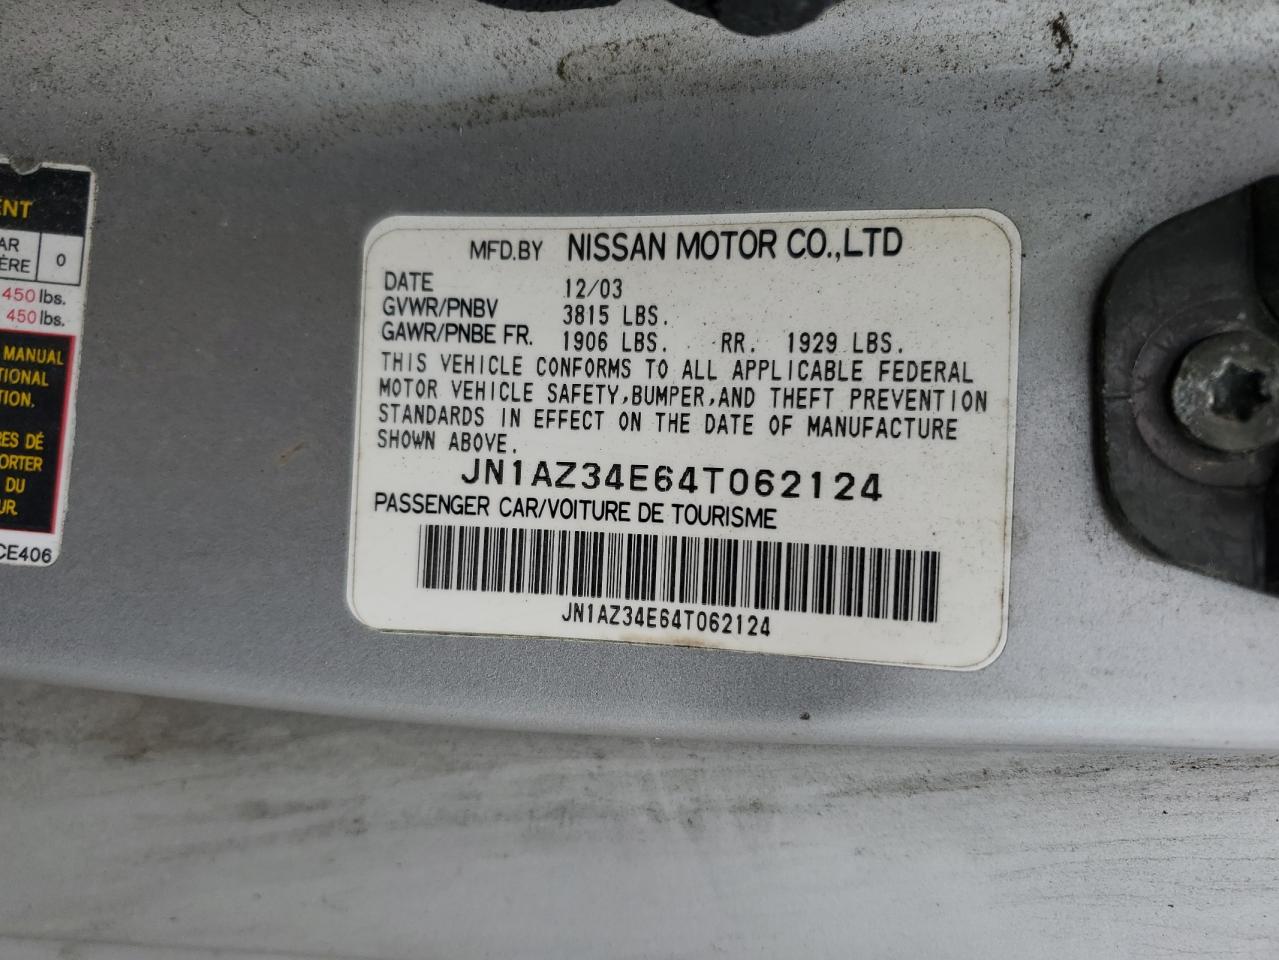 ENT
AR
ÈRE
0
450 lbs.
450 lbs.
MANUAL
TIONAL
TION.
RES DÉ
ORTER
DU
UR.
CE406
MFD.BY NISSAN MOTOR CO.,LTD
DATE 12/03
GVWR/PNBV 3815 LBS.
GAWR/PNBE FR. 1906 LBS. RR. 1929 LBS.
THIS VEHICLE CONFORMS TO ALL APPLICABLE FEDERAL
MOTOR VEHICLE SAFETY,BUMPER,AND THEFT PREVENTION
STANDARDS IN EFFECT ON THE DATE OF MANUFACTURE
SHOWN ABOVE.
JN1AZ34E64T062124
PASSENGER CAR/VOITURE DE TOURISME
JN1AZ34E64T062124